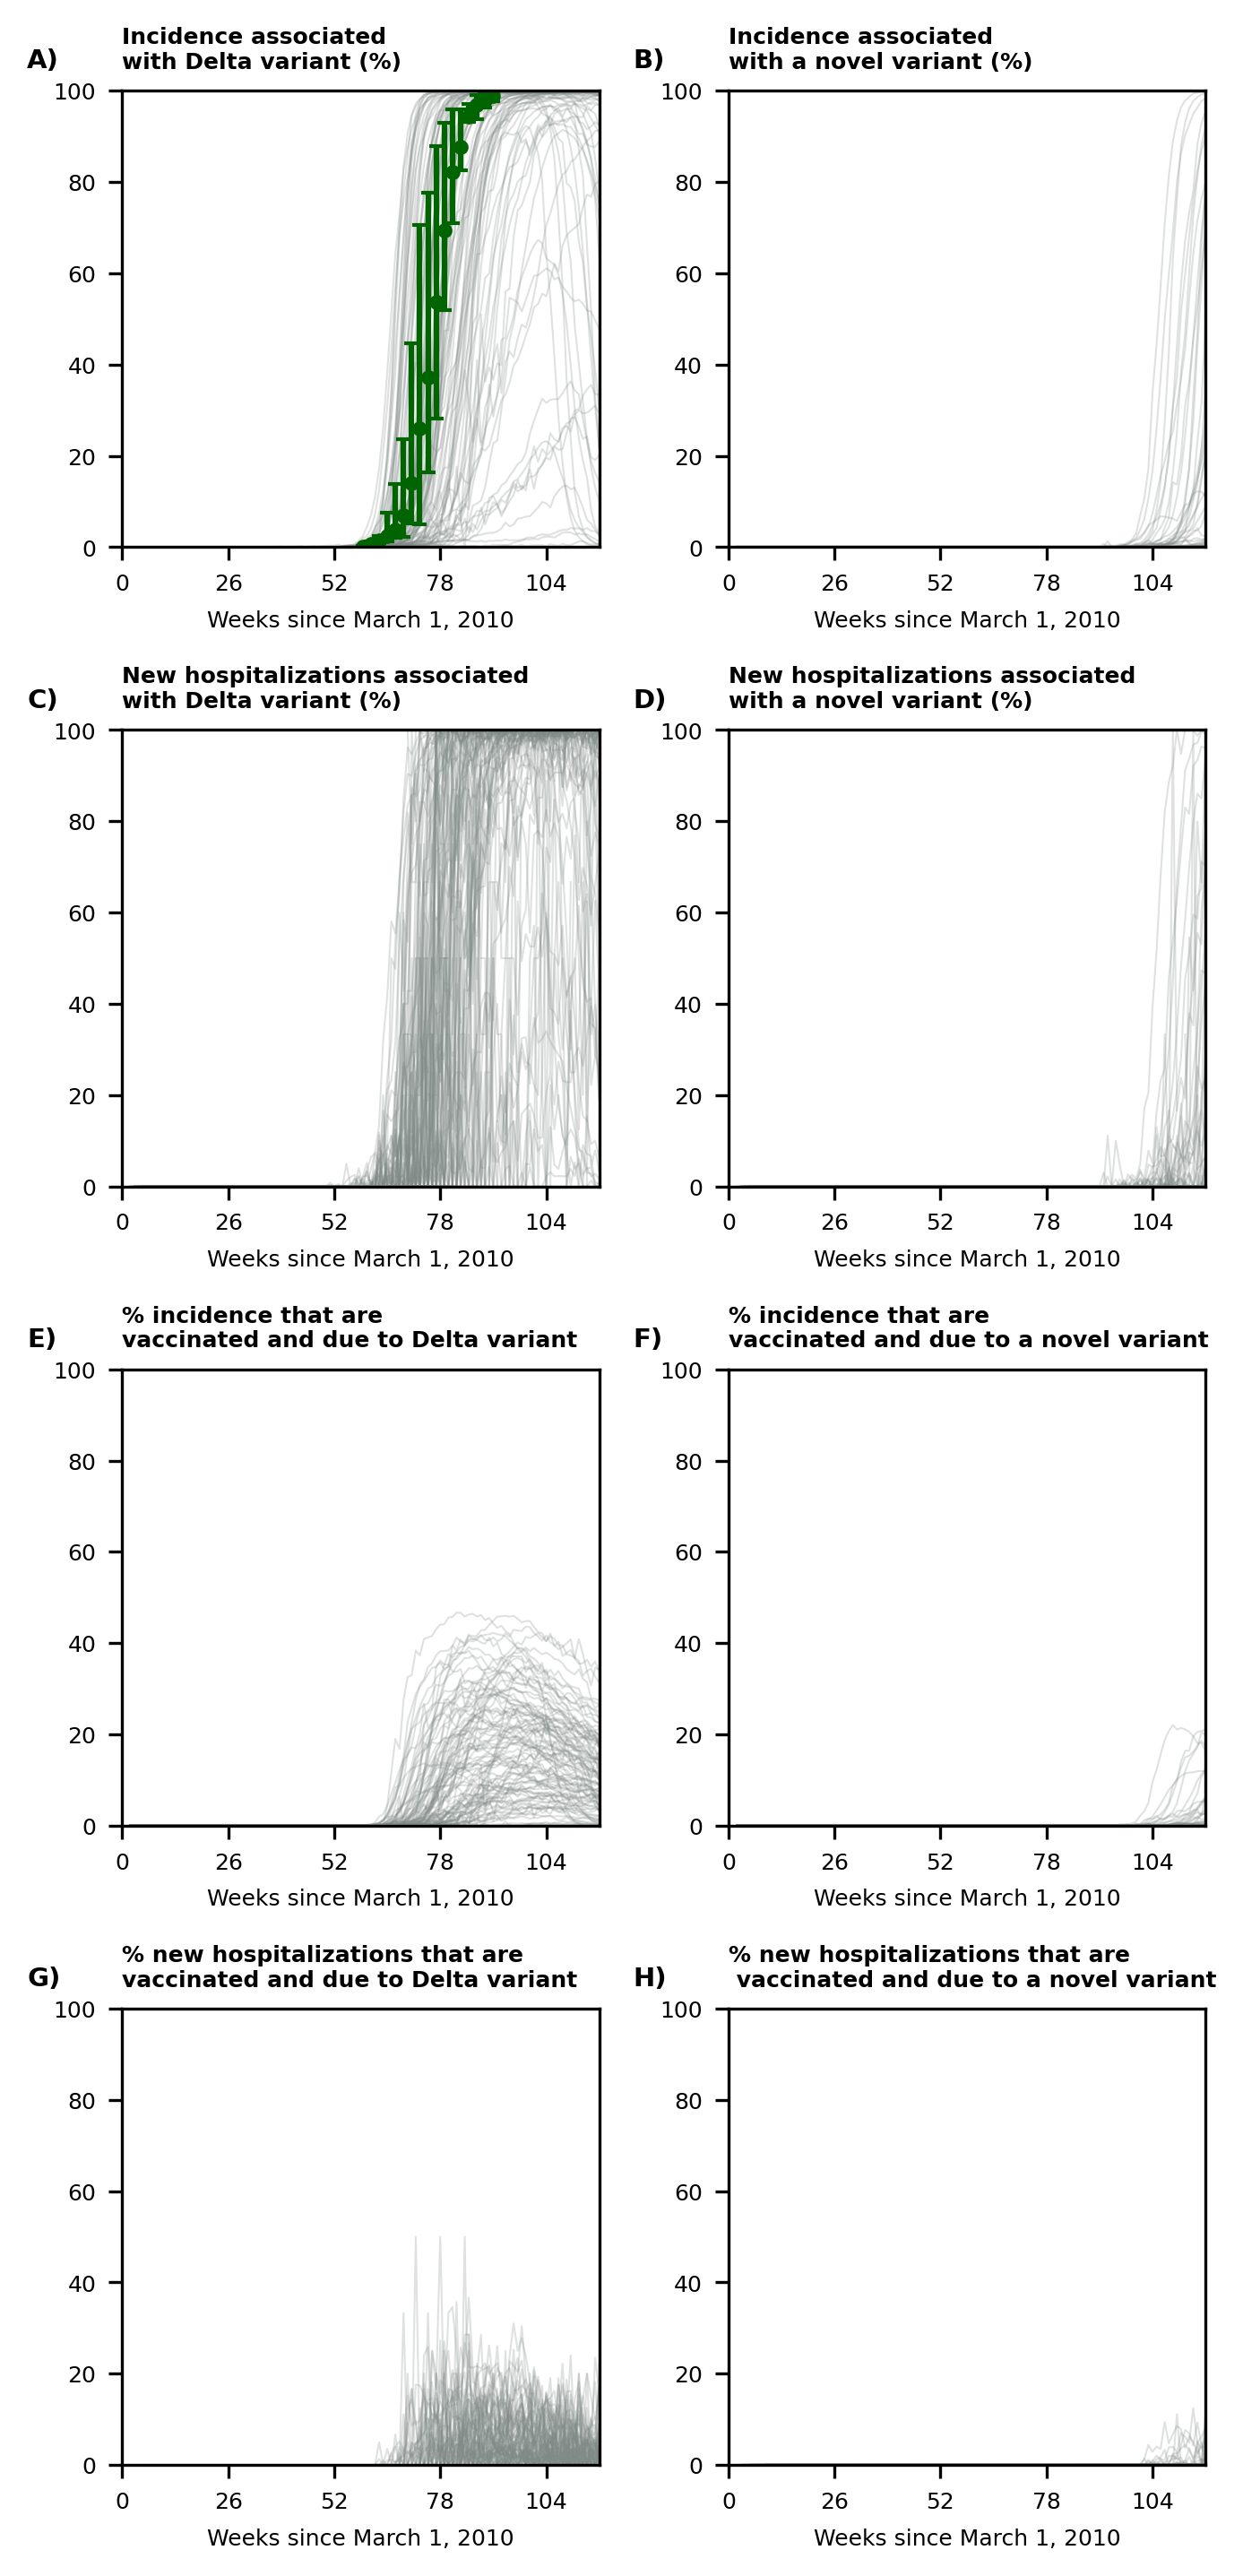 A)
Incidence associated
with Delta variant (%)
100
80
60
40
20
0
0 26 52 78 104
Weeks since March 1, 2010
B)
Incidence associated
with a novel variant (%)
100
80
60
40
20
0
0 26 52 78 104
Weeks since March 1, 2010
C)
New hospitalizations associated
with Delta variant (%)
100
80
60
40
20
0
0 26 52 78 104
Weeks since March 1, 2010
D)
New hospitalizations associated
with a novel variant (%)
100
80
60
40
20
0
0 26 52 78 104
Weeks since March 1, 2010
E)
% incidence that are
vaccinated and due to Delta variant
100
80
60
40
20
0
0 26 52 78 104
Weeks since March 1, 2010
F)
% incidence that are
vaccinated and due to a novel variant
100
80
60
40
20
0
0 26 52 78 104
Weeks since March 1, 2010
G)
% new hospitalizations that are
vaccinated and due to Delta variant
100
80
60
40
20
0
0 26 52 78 104
Weeks since March 1, 2010
H)
% new hospitalizations that are
vaccinated and due to a novel variant
100
80
60
40
20
0
0 26 52 78 104
Weeks since March 1, 2010